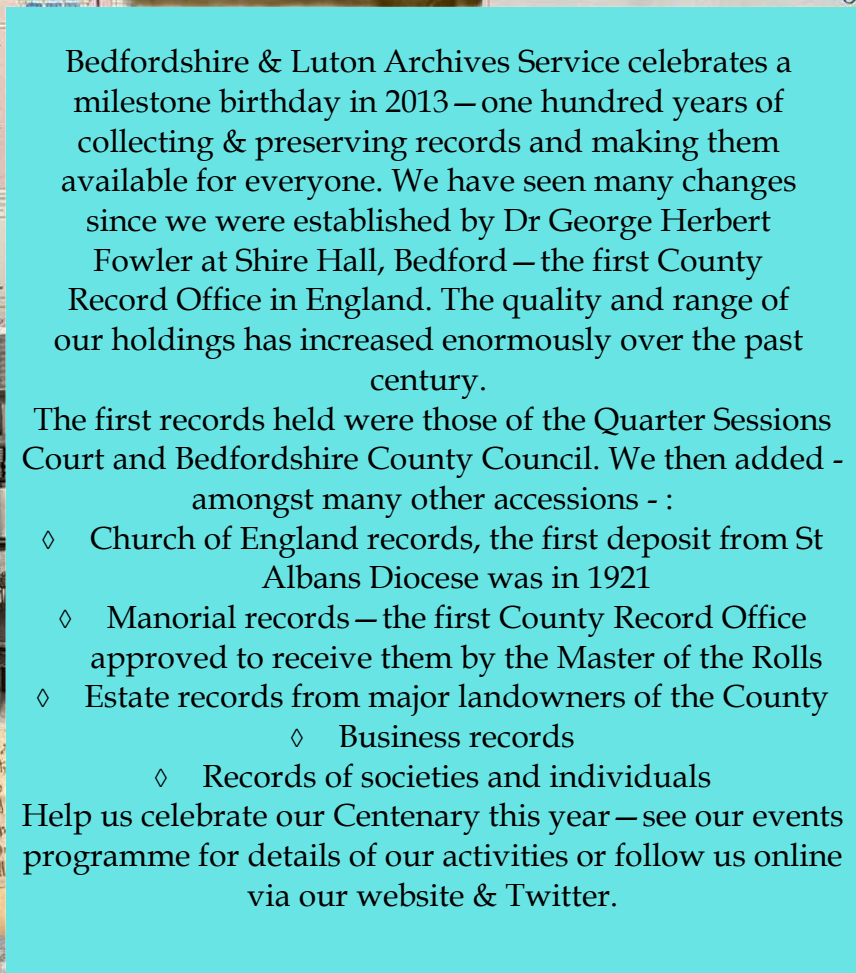 Bedfordshire & Luton Archives Service celebrates a
milestone birthday in 2013—one hundred years of
collecting & preserving records and making them
available for everyone. We have seen many changes
since we were established by Dr George Herbert
Fowler at Shire Hall, Bedford—the first County
Record Office in England. The quality and range of
our holdings has increased enormously over the past
century.
The first records held were those of the Quarter Sessions
Court and Bedfordshire County Council. We then added -
amongst many other accessions - :
◊ Church of England records, the first deposit from St
Albans Diocese was in 1921
◊ Manorial records—the first County Record Office
approved to receive them by the Master of the Rolls
◊ Estate records from major landowners of the County
◊ Business records
◊ Records of societies and individuals
Help us celebrate our Centenary this year—see our events
programme for details of our activities or follow us online
via our website & Twitter.